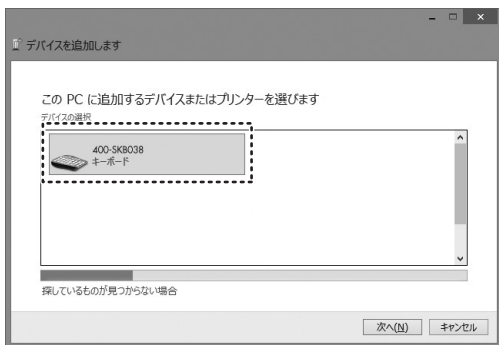 デバイスを追加します
この PC に追加するデバイスまたはプリンターを選びます
デバイスの選択
400-SKB038
キーボード
探しているものが見つからない場合
次へ(N) キャンセル